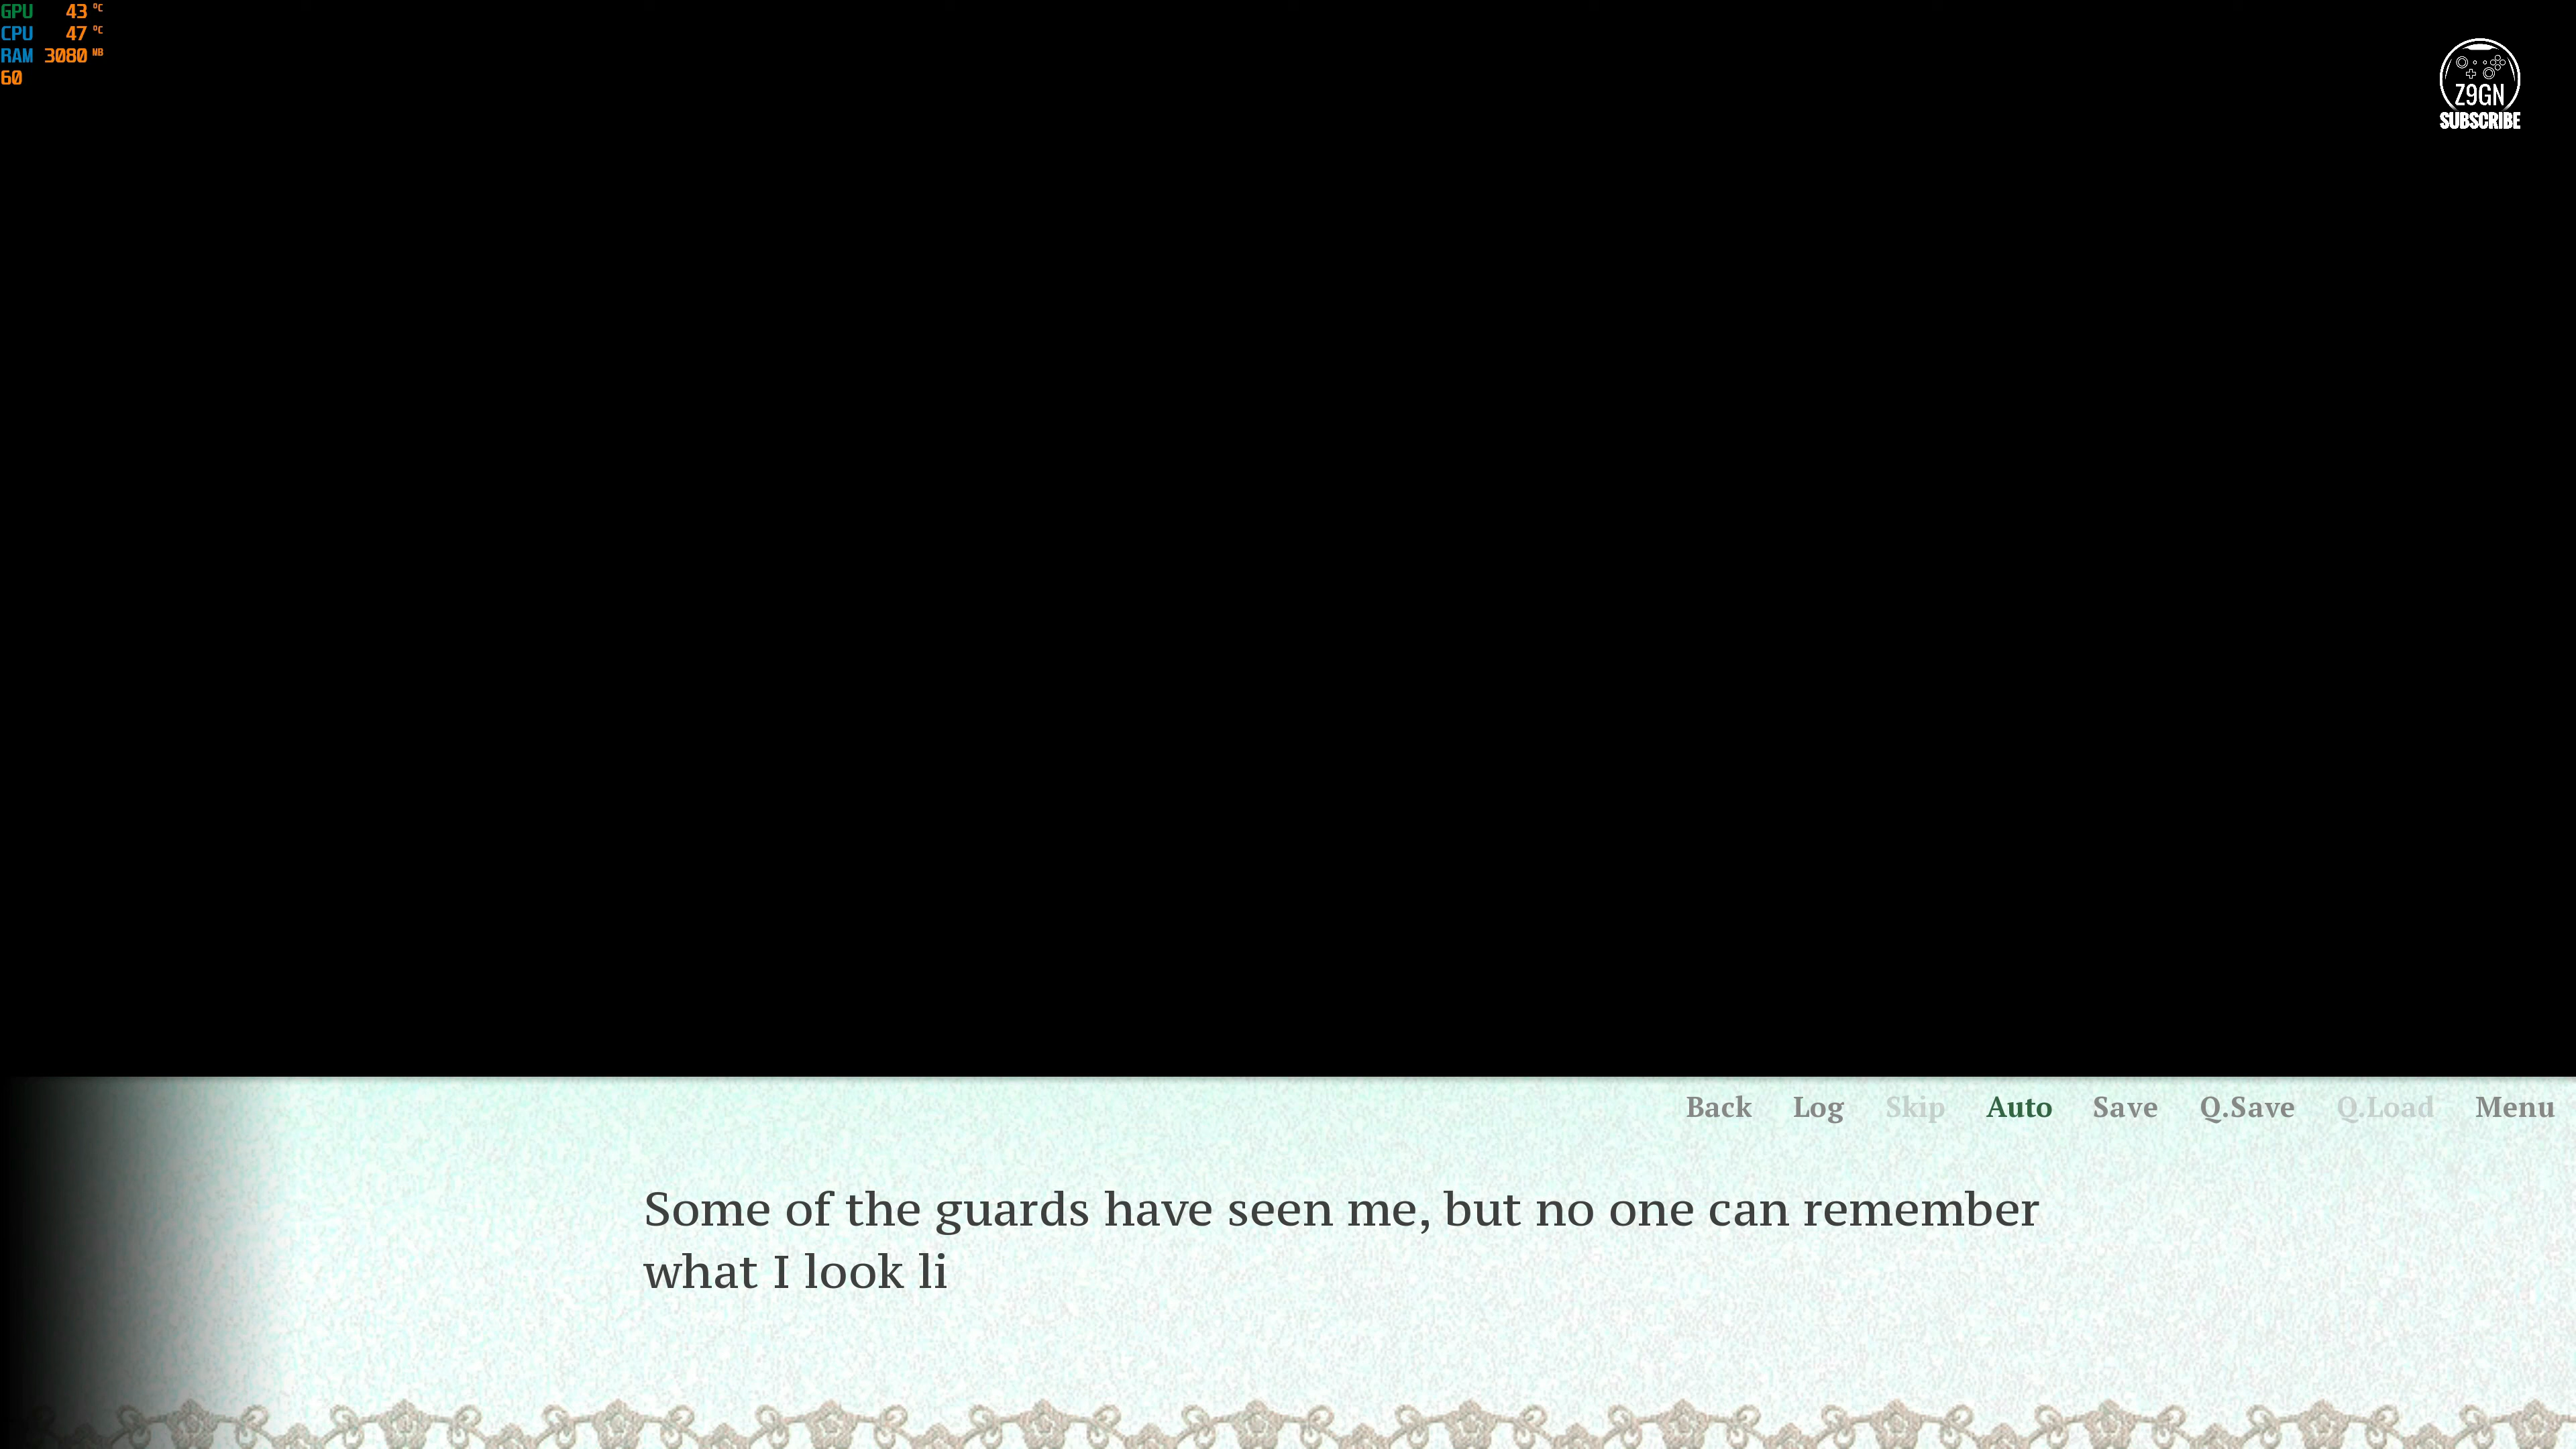 GPU 43 °C
CPU 47 °C
RAM 3080 MB
60
Z9GN
SUBSCRIBE
Back Log Skip Auto Save Q.Save Q.Load Menu
Some of the guards have seen me, but no one can remember
what I look li